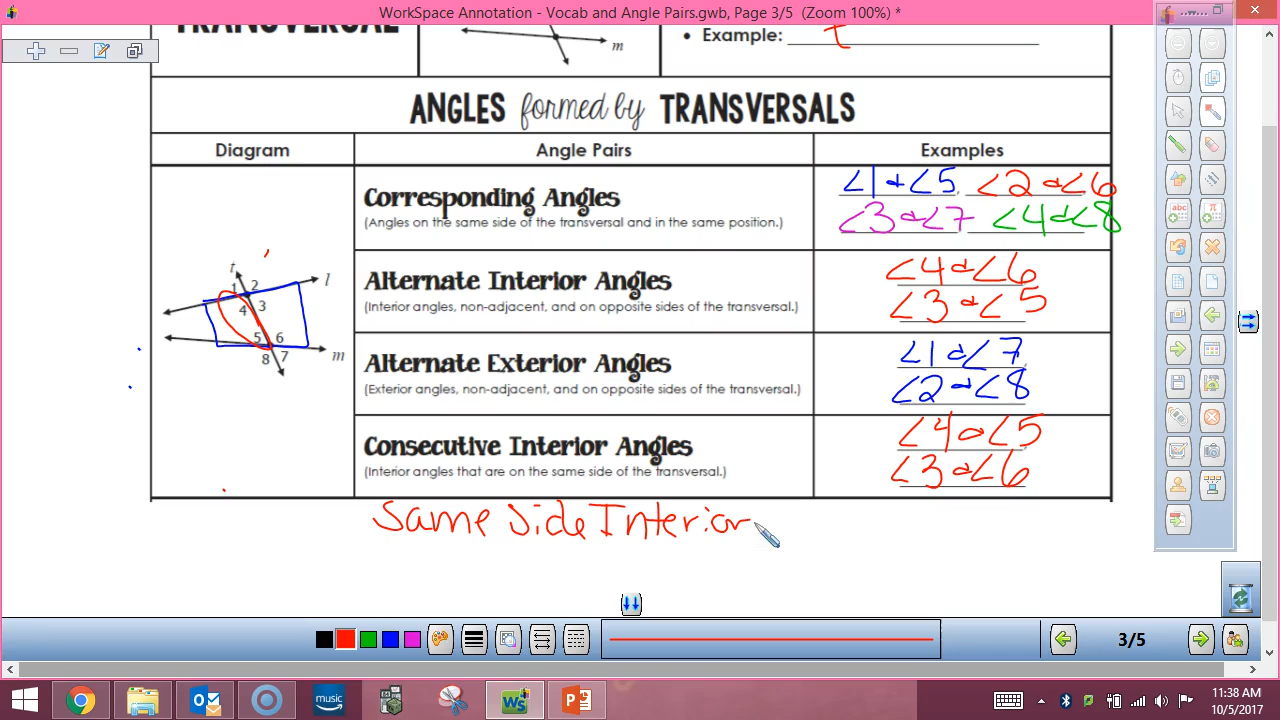 WorkSpace Annotation - Vocab and Angle Pairs.gwb, Page 3/5 (Zoom 100%) *
TRANSVERSAL
m
• Example: t
ANGLES formed by TRANSVERSALS
Diagram Angle Pairs Examples
Corresponding Angles
(Angles on the same side of the transversal and in the same position.)
∠1 & ∠5, ∠2 & ∠6
∠3 & ∠7, ∠4 & ∠8
t
l
1 2
4 3
5 6
8 7
m
Alternate Interior Angles
(Interior angles, non-adjacent, and on opposite sides of the transversal.)
∠4 & ∠6
∠3 & ∠5
Alternate Exterior Angles
(Exterior angles, non-adjacent, and on opposite sides of the transversal.)
∠1 & ∠7
∠2 & ∠8
Consecutive Interior Angles
(Interior angles that are on the same side of the transversal.)
∠4 & ∠5
∠3 & ∠6
Same Side Interior
abc
π
3/5
music
WS
11:38 AM
10/5/2017